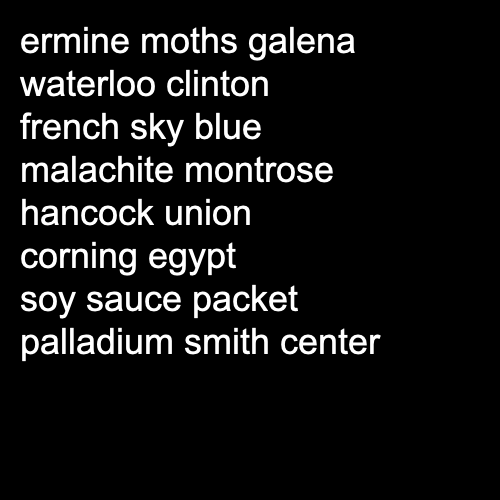 ermine moths galena
waterloo clinton
french sky blue
malachite montrose
hancock union
corning egypt
soy sauce packet
palladium smith center